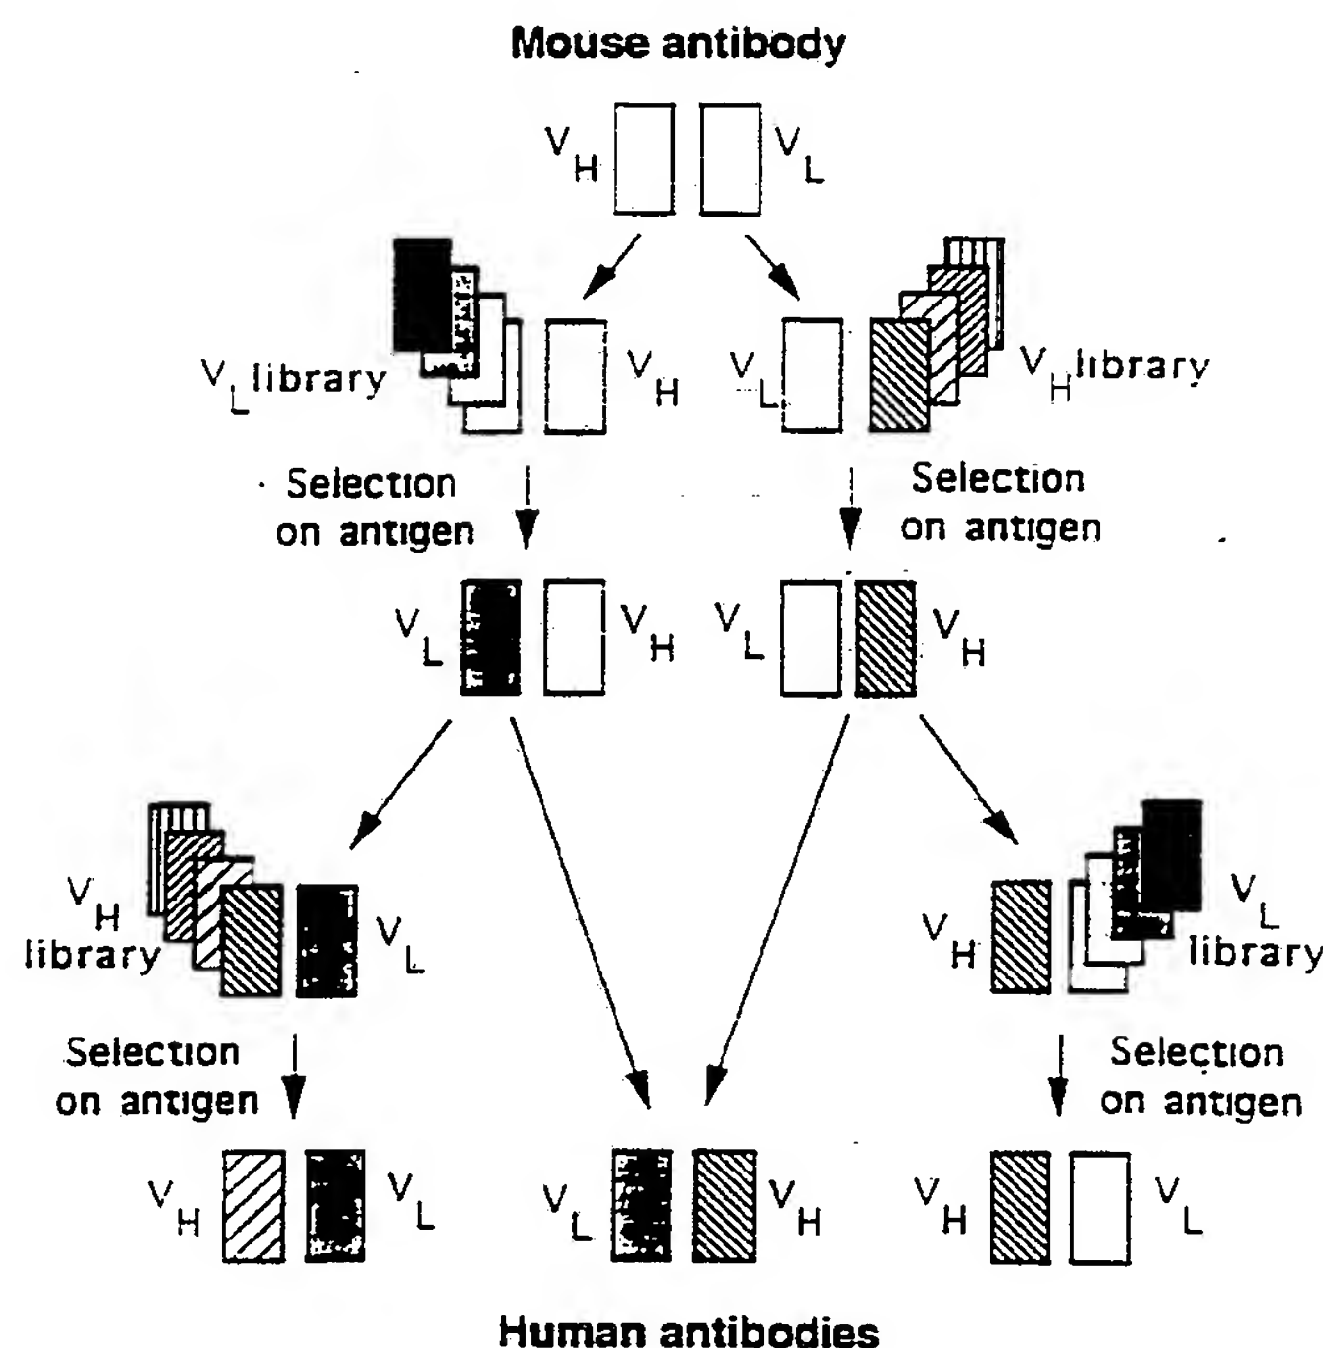 Mouse antibody
VH VL
VL library VH VL VH library
Selection
on antigen
Selection
on antigen
VL VH VL VH
VH
library
VL
VH
VL
library
Selection
on antigen
Selection
on antigen
VH VL VL VH VH VL
Human antibodies